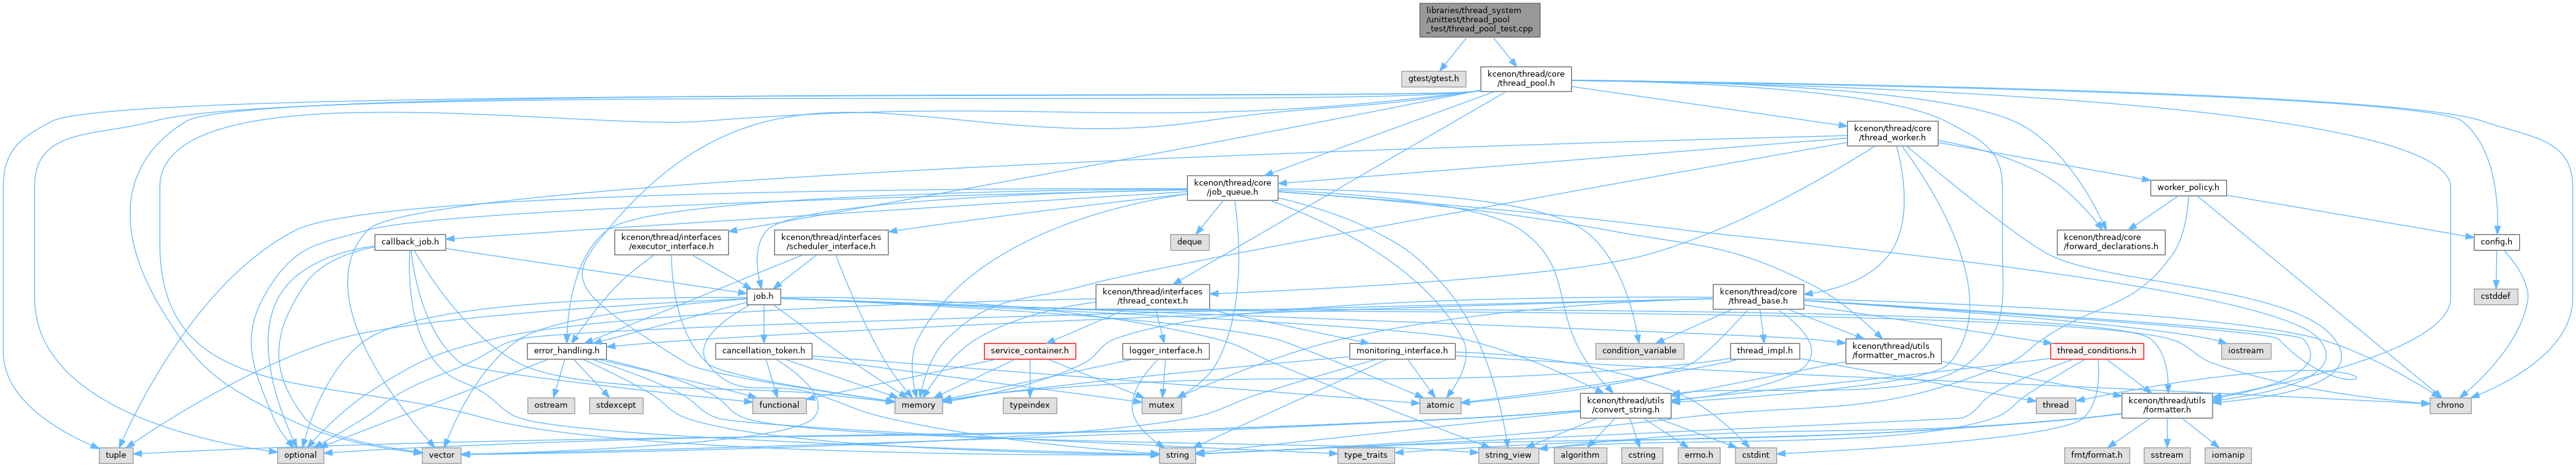 libraries/thread_system
/unittest/thread_pool
_test/thread_pool_test.cpp
gtest/gtest.h
kcenon/thread/core
/thread_pool.h
kcenon/thread/core
/thread_worker.h
kcenon/thread/core
/job_queue.h
worker_policy.h
callback_job.h
kcenon/thread/interfaces
/executor_interface.h
kcenon/thread/interfaces
/scheduler_interface.h
deque
kcenon/thread/core
/forward_declarations.h
config.h
job.h
kcenon/thread/interfaces
/thread_context.h
kcenon/thread/core
/thread_base.h
cstddef
error_handling.h
cancellation_token.h
service_container.h
logger_interface.h
monitoring_interface.h
condition_variable
thread_impl.h
kcenon/thread/utils
/formatter_macros.h
thread_conditions.h
iostream
ostream
stdexcept
functional
memory
typeindex
mutex
atomic
kcenon/thread/utils
/convert_string.h
thread
kcenon/thread/utils
/formatter.h
chrono
tuple
optional
vector
string
type_traits
string_view
algorithm
cstring
errno.h
cstdint
fmt/format.h
sstream
iomanip